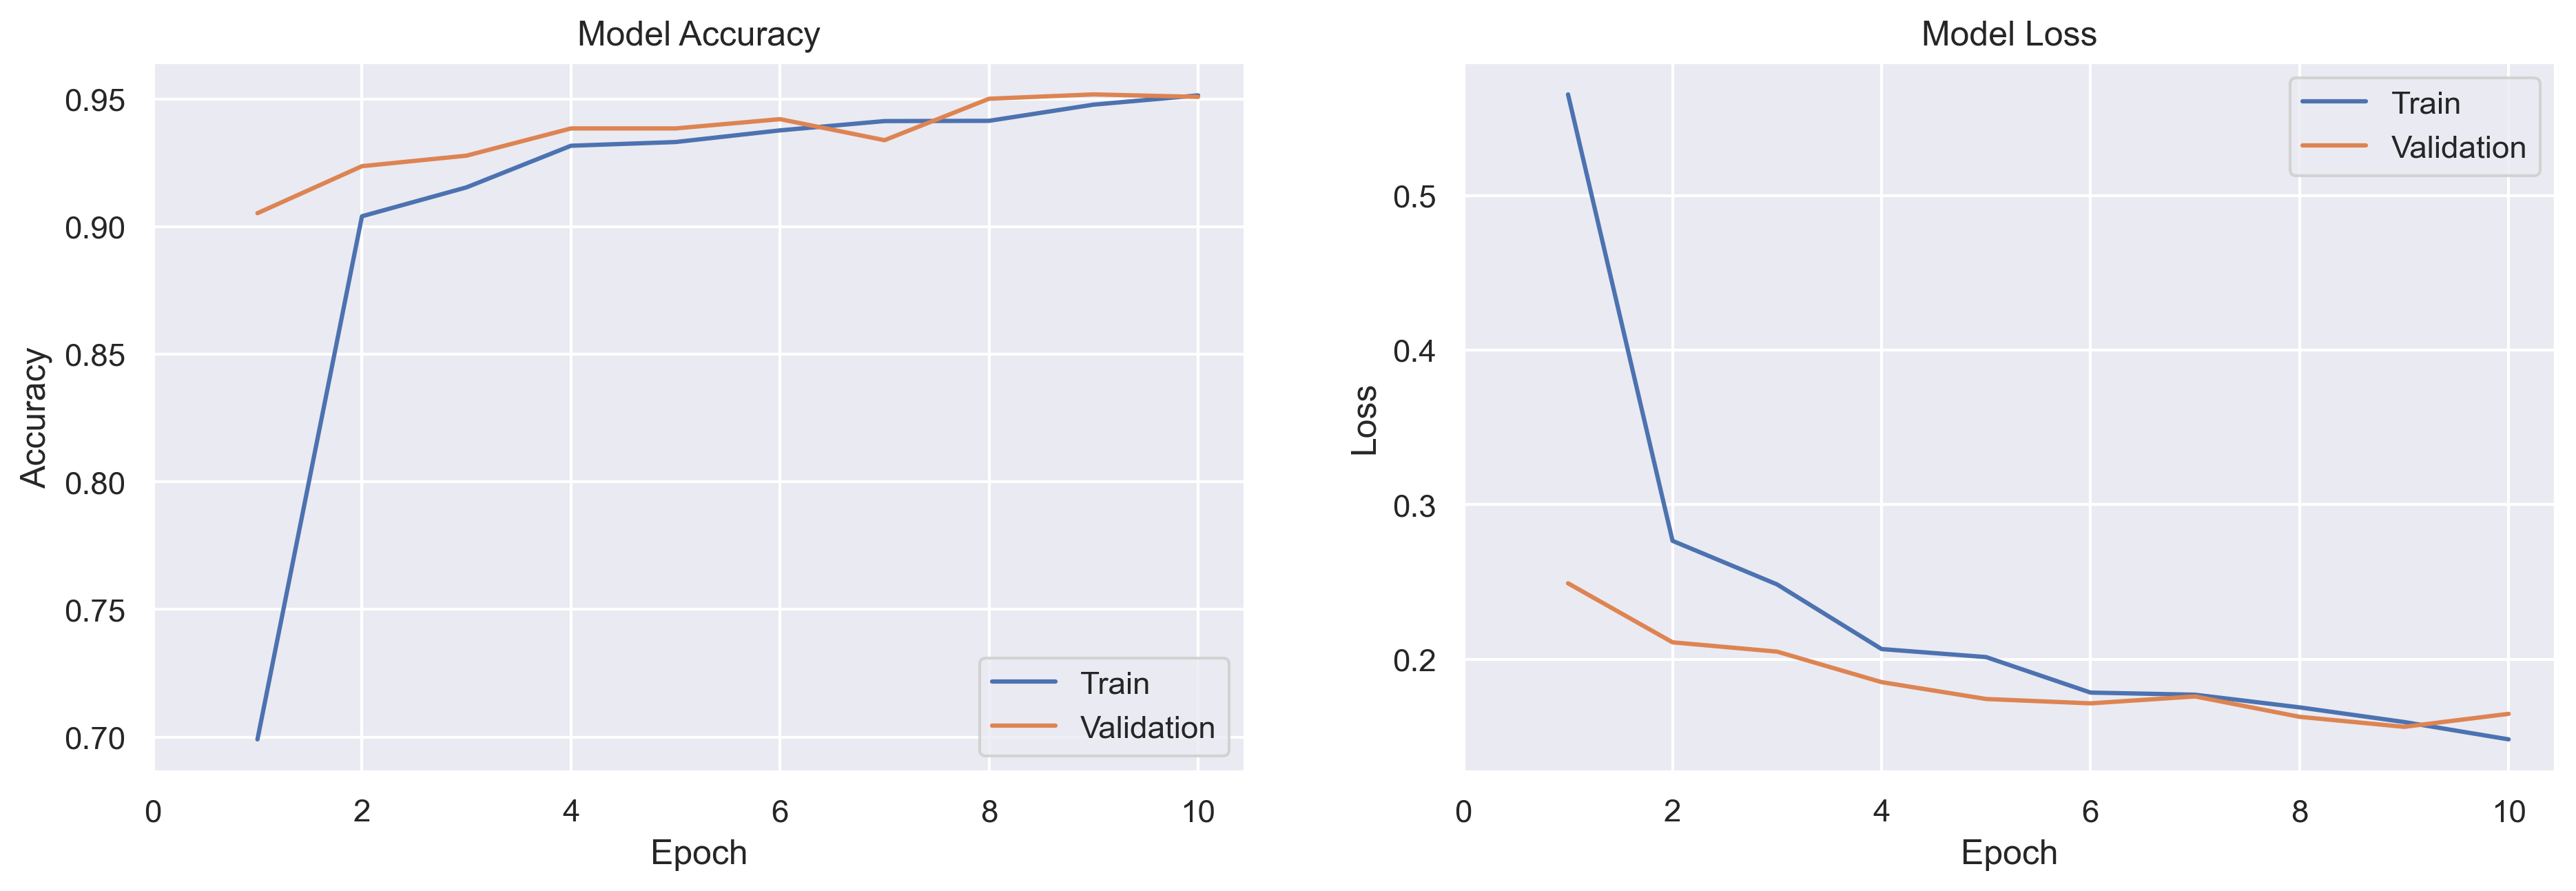 Model Accuracy
0.95
0.90
0.85
0.80
0.75
0.70
Accuracy
0 2 4 6 8 10
Epoch
Train
Validation
Model Loss
0.5
0.4
0.3
0.2
Loss
0 2 4 6 8 10
Epoch
Train
Validation